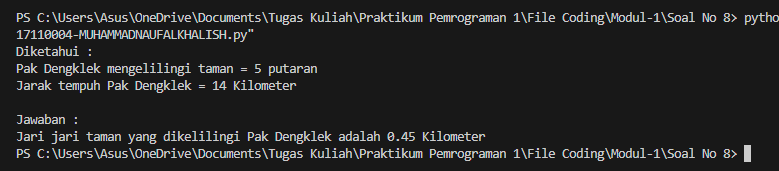 PS C:\Users\Asus\OneDrive\Documents\Tugas Kuliah\Praktikum Pemrograman 1\File Coding\Modul-1\Soal No 8> pytho
17110004-MUHAMMADNAUFALKHALISH.py"
Diketahui :
Pak Dengklek mengelilingi taman = 5 putaran
Jarak tempuh Pak Dengklek = 14 Kilometer
Jawaban :
Jari jari taman yang dikelilingi Pak Dengklek adalah 0.45 Kilometer
PS C:\Users\Asus\OneDrive\Documents\Tugas Kuliah\Praktikum Pemrograman 1\File Coding\Modul-1\Soal No 8>